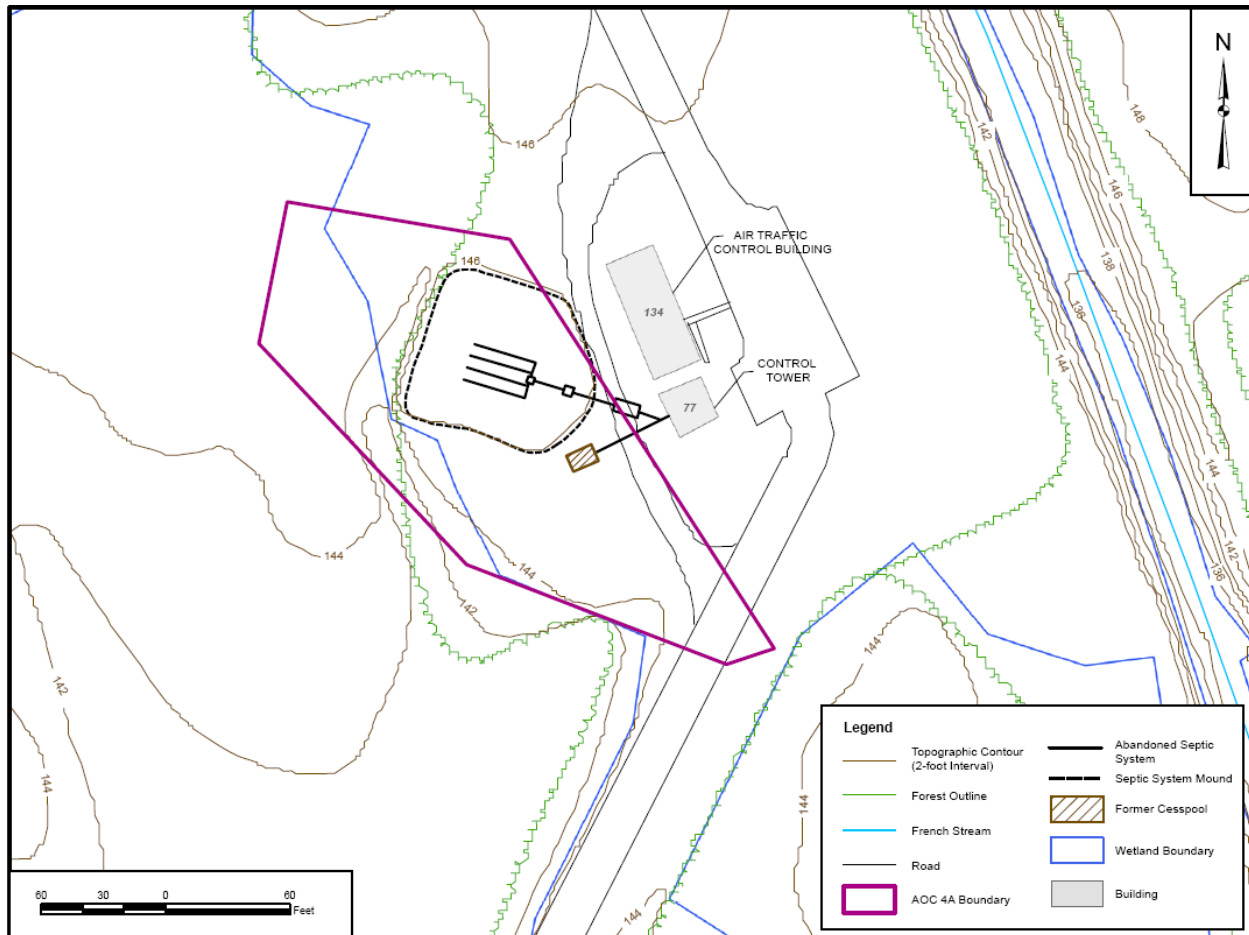 N
148
142
146
146
AIR TRAFFIC
CONTROL BUILDING
146
138
136
134
144
CONTROL
TOWER
77
144
144
144
142
142
136
144
142
144
144
144
144
Legend
Topographic Contour
(2-foot Interval)
Forest Outline
French Stream
Road
AOC 4A Boundary
Abandoned Septic
System
Septic System Mound
Former Cesspool
Wetland Boundary
Building
60 30 0 60
Feet